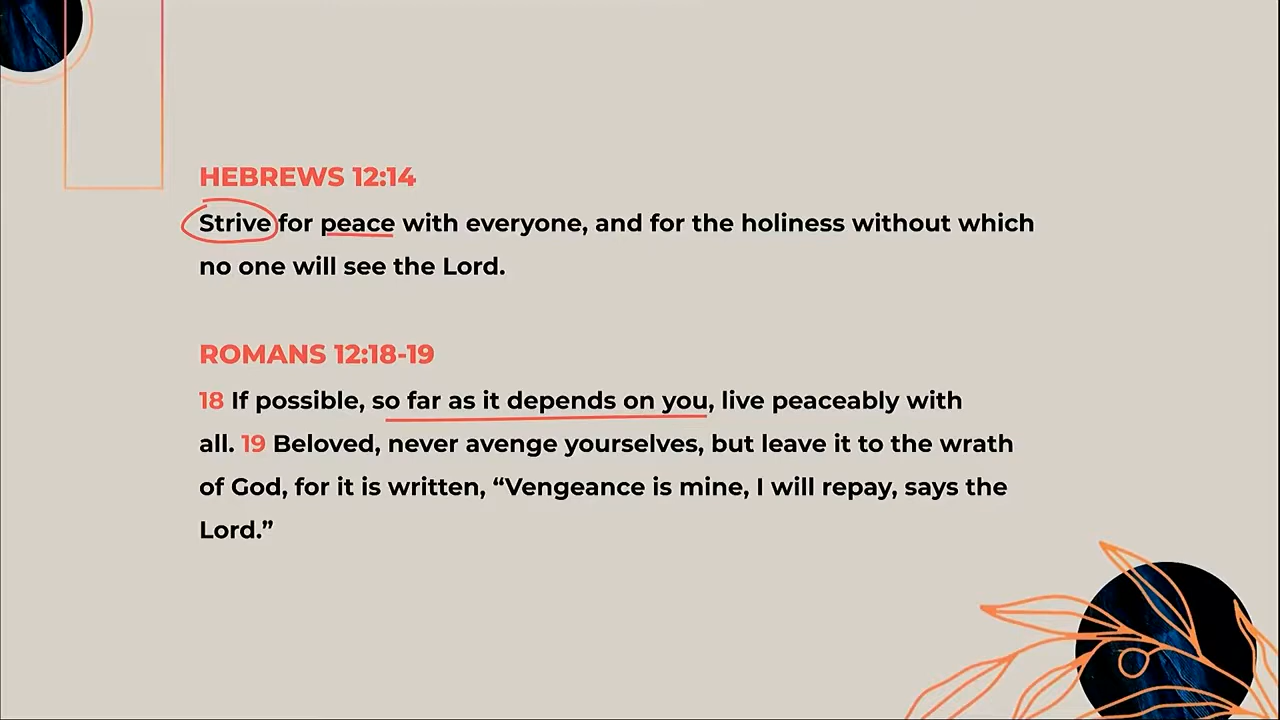 HEBREWS 12:14
Strive for peace with everyone, and for the holiness without which
no one will see the Lord.
ROMANS 12:18-19
18 If possible, so far as it depends on you, live peaceably with
all. 19 Beloved, never avenge yourselves, but leave it to the wrath
of God, for it is written, “Vengeance is mine, I will repay, says the
Lord.”